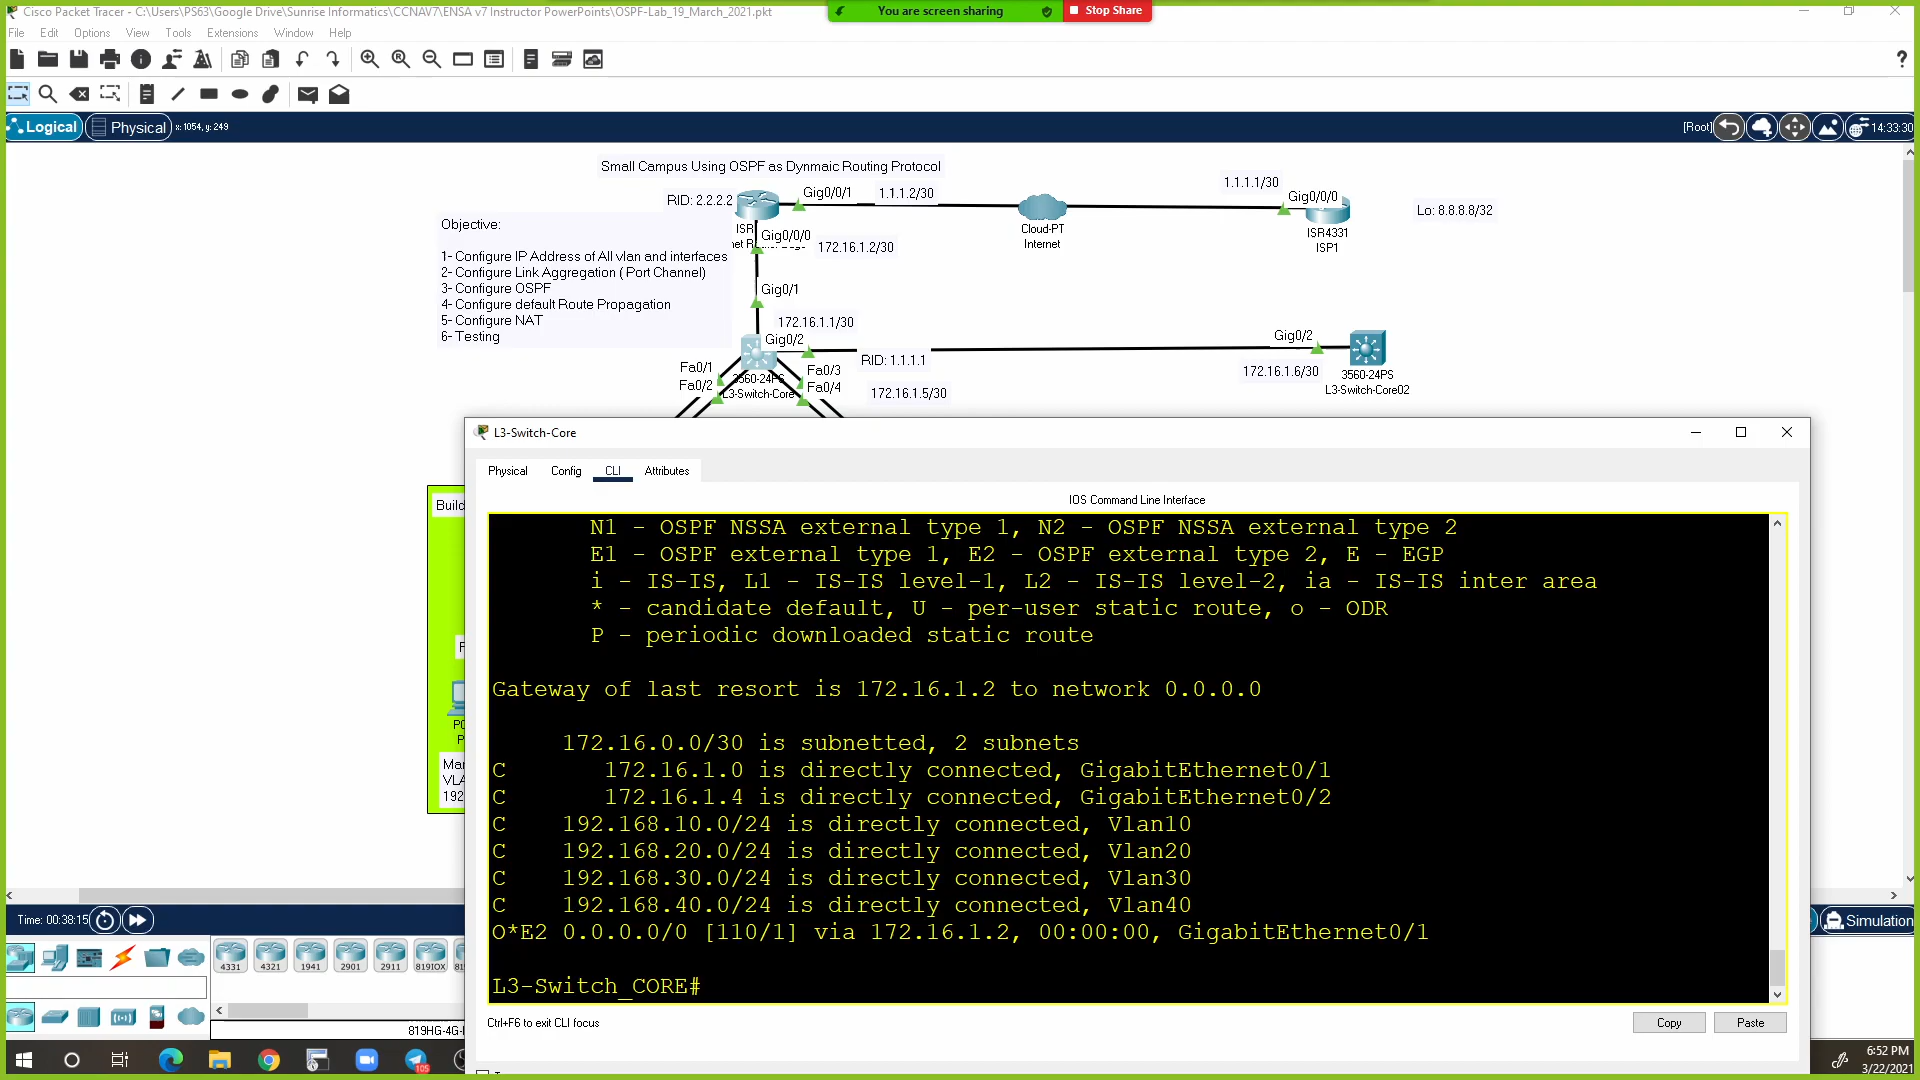 Cisco Packet Tracer - C:\Users\PS63\Google Drive\Sunrise Informatics\CCNAV7\ENSA v7 Instructor PowerPoints\OSPF-Lab_19_March_2021.pkt
You are screen sharing
Stop Share
File Edit Options View Tools Extensions Window Help
?
Logical
Physical
x: 1054, y: 249
[Root]
14:33:30
Small Campus Using OSPF as Dynmaic Routing Protocol
RID: 2.2.2.2
Gig0/0/1
1.1.1.2/30
1.1.1.1/30
Gig0/0/0
Lo: 8.8.8.8/32
ISR
Gig0/0/0
172.16.1.2/30
Cloud-PT
Internet
ISR4331
ISP1
Objective:
1- Configure IP Address of All vlan and interfaces
2- Configure Link Aggregation ( Port Channel)
3- Configure OSPF
4- Configure default Route Propagation
5- Configure NAT
6- Testing
Gig0/1
172.16.1.1/30
Gig0/2
RID: 1.1.1.1
Gig0/2
172.16.1.6/30
3560-24PS
L3-Switch-Core02
Fa0/1
Fa0/2
Fa0/3
Fa0/4
3560-24PS
L3-Switch-Core
172.16.1.5/30
Build
F
PC
P
Mar
VLA
192
L3-Switch-Core
Physical Config CLI Attributes
IOS Command Line Interface
N1 - OSPF NSSA external type 1, N2 - OSPF NSSA external type 2
E1 - OSPF external type 1, E2 - OSPF external type 2, E - EGP
i - IS-IS, L1 - IS-IS level-1, L2 - IS-IS level-2, ia - IS-IS inter area
* - candidate default, U - per-user static route, o - ODR
P - periodic downloaded static route
Gateway of last resort is 172.16.1.2 to network 0.0.0.0
172.16.0.0/30 is subnetted, 2 subnets
C 172.16.1.0 is directly connected, GigabitEthernet0/1
C 172.16.1.4 is directly connected, GigabitEthernet0/2
C 192.168.10.0/24 is directly connected, Vlan10
C 192.168.20.0/24 is directly connected, Vlan20
C 192.168.30.0/24 is directly connected, Vlan30
C 192.168.40.0/24 is directly connected, Vlan40
O*E2 0.0.0.0/0 [110/1] via 172.16.1.2, 00:00:00, GigabitEthernet0/1
L3-Switch_CORE#
Ctrl+F6 to exit CLI focus
Copy
Paste
Time: 00:38:15
Simulation
4331 4321 1941 2901 2911 819IOX
819HG-4G-
105
6:52 PM
3/22/2021